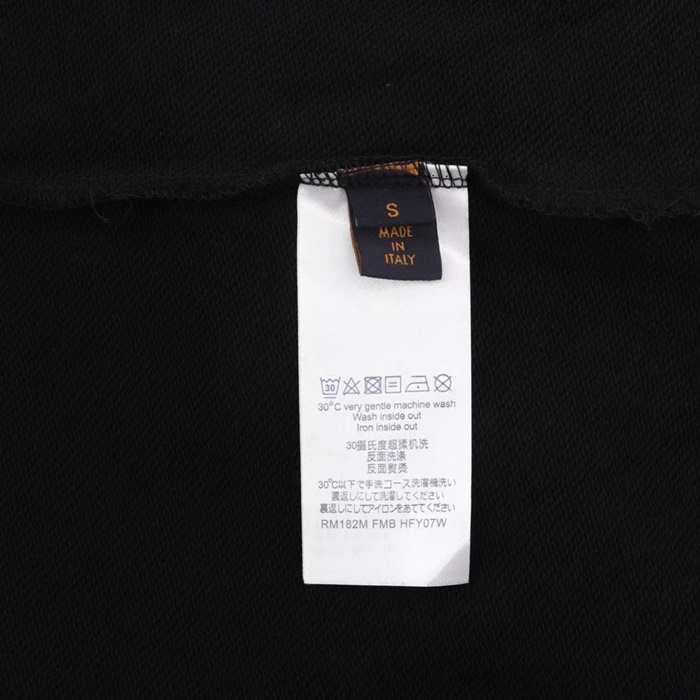 S
MADE
IN
ITALY
30
30°C very gentle machine wash
Wash inside out
Iron inside out
30摄氏度超揉机洗
反面洗涤
反面熨烫
30℃以下で手洗コース洗濯機洗い
裏返しにして洗濯してください
裏返しにしてアイロンをあててください
RM182M FMB HFY07W